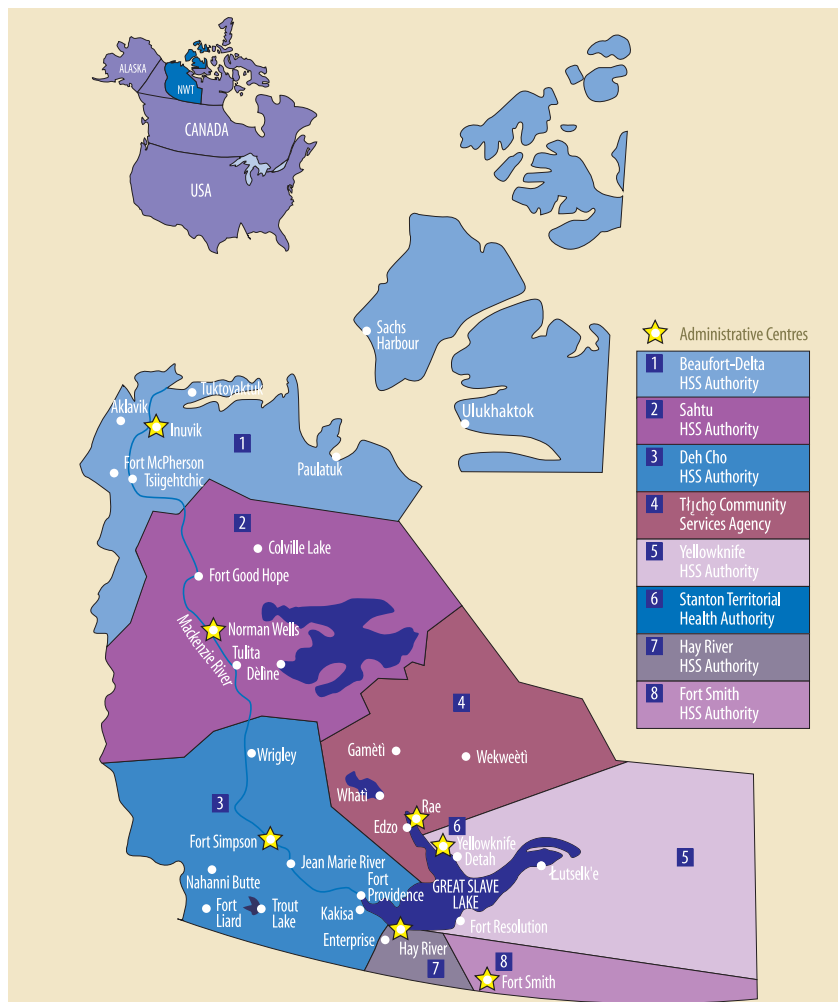 ALASKA
NWT
CANADA
USA
Sachs
Harbour
Ulukhaktok
Administrative Centres
1 Beaufort-Delta
HSS Authority
2 Sahtu
HSS Authority
3 Deh Cho
HSS Authority
4 Tłįchǫ Community
Services Agency
5 Yellowknife
HSS Authority
6 Stanton Territorial
Health Authority
7 Hay River
HSS Authority
8 Fort Smith
HSS Authority
Tuktoyaktuk
Aklavik
Inuvik
1
Paulatuk
Fort McPherson
Tsiigehtchic
2
Colville Lake
Fort Good Hope
Mackenzie River
Norman Wells
Tulita
Dèline
4
Gamètì
Wekweètì
Wrigley
Whatì
Rae
Edzo
3
6
Fort Simpson
Yellowknife
Detah
5
Jean Marie River
Łutselk'e
Nahanni Butte
Fort
Providence
GREAT SLAVE
LAKE
Fort
Liard
Trout
Lake
Kakisa
Fort Resolution
Enterprise
Hay River
7
8
Fort Smith